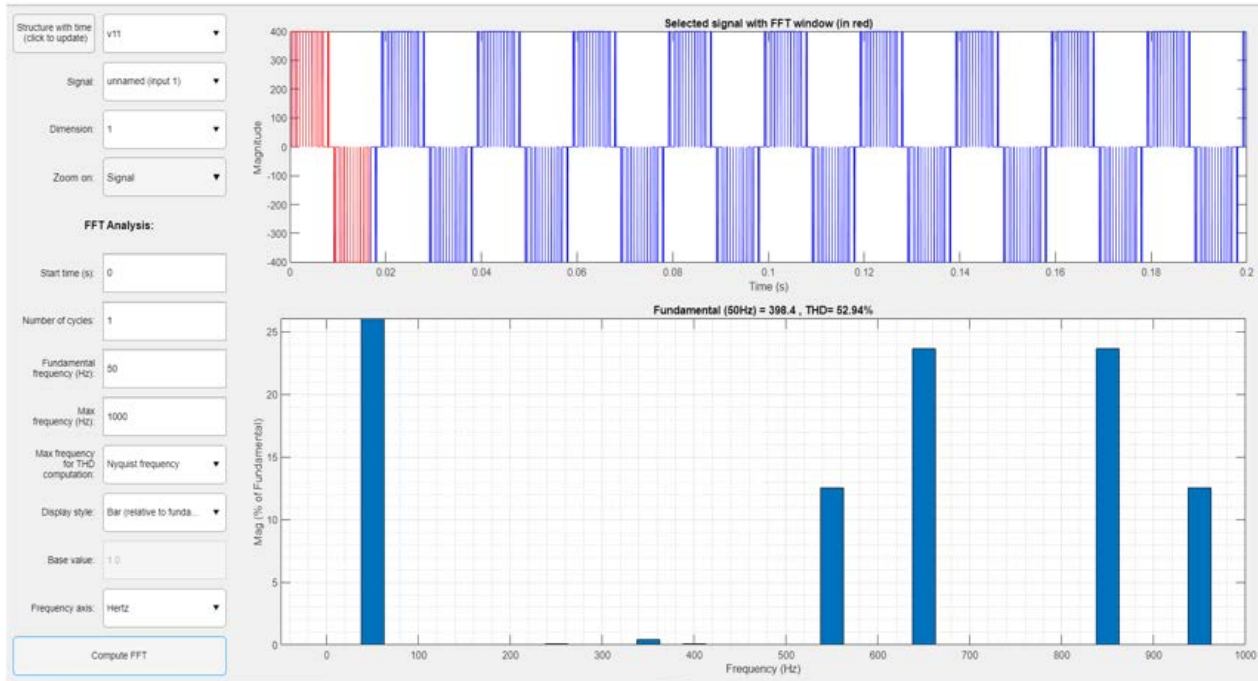 Structure with time
(click to update)
v11
Signal:
unnamed (input 1)
Dimension:
1
Zoom on:
Signal
FFT Analysis:
Start time (s):
0
Number of cycles:
1
Fundamental
frequency (Hz):
50
Max
frequency (Hz):
1000
Max frequency
for THD
computation:
Nyquist frequency
Display style:
Bar (relative to funda...
Base value:
1.0
Frequency axis:
Hertz
Compute FFT
Selected signal with FFT window (in red)
400
300
200
100
0
-100
-200
-300
-400
Magnitude
0 0.02 0.04 0.06 0.08 0.1 0.12 0.14 0.16 0.18 0.2
Time (s)
Fundamental (50Hz) = 398.4 , THD= 52.94%
25
20
15
10
5
0
Mag (% of Fundamental)
0 100 200 300 400 500 600 700 800 900 1000
Frequency (Hz)